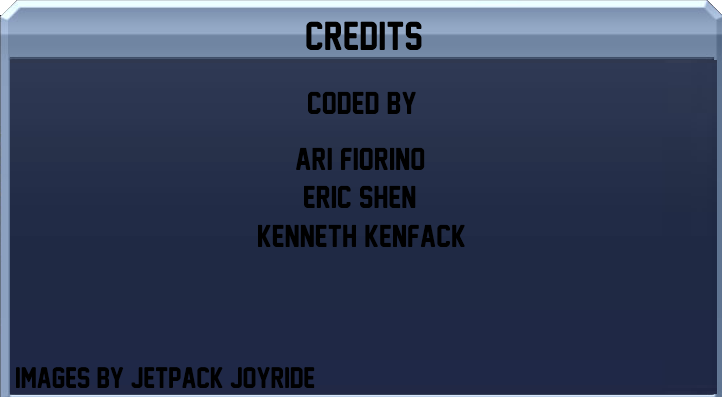 CREDITS
CODED BY
ARI FIORINO
ERIC SHEN
KENNETH KENFACK
IMAGES BY JETPACK JOYRIDE